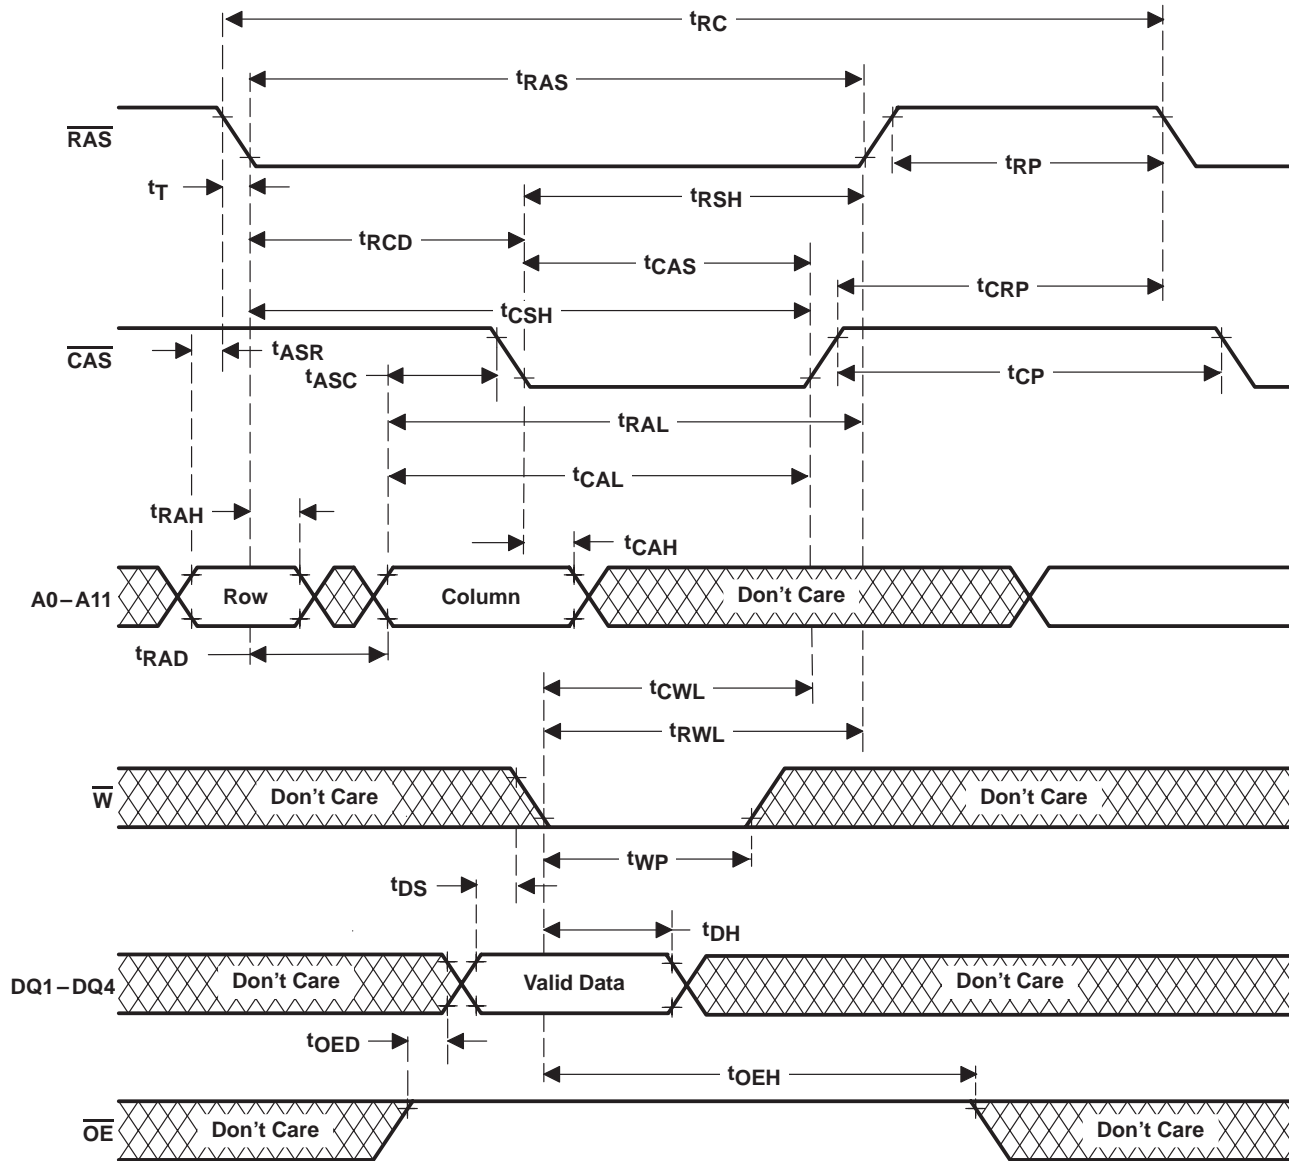 tRC
tRAS
RAS
tRP
tT
tRSH
tRCD
tCAS
tCRP
tCSH
CAS
tASR
tASC
tCP
tRAL
tCAL
tRAH
tCAH
A0–A11
Row
Column
Don't Care
tRAD
tCWL
tRWL
W
Don't Care
Don't Care
tWP
tDS
tDH
DQ1–DQ4
Don't Care
Valid Data
Don't Care
tOED
tOEH
OE
Don't Care
Don't Care